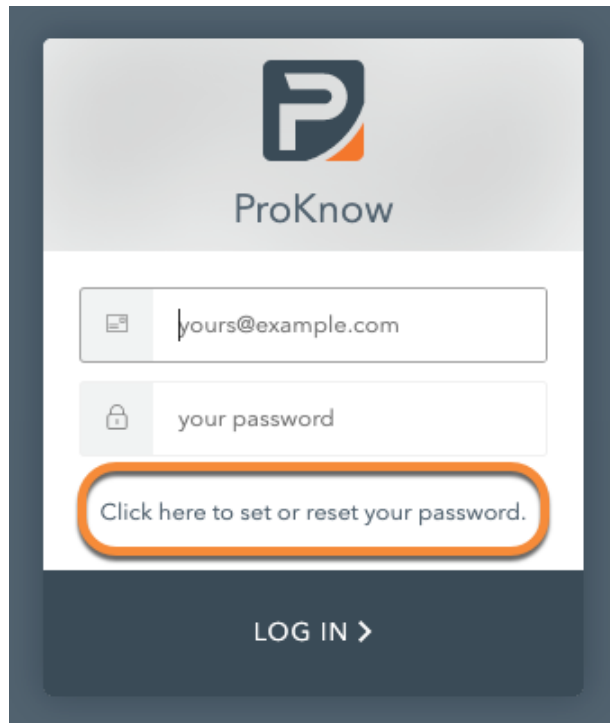 ProKnow
yours@example.com
your password
Click here to set or reset your password.
LOG IN >